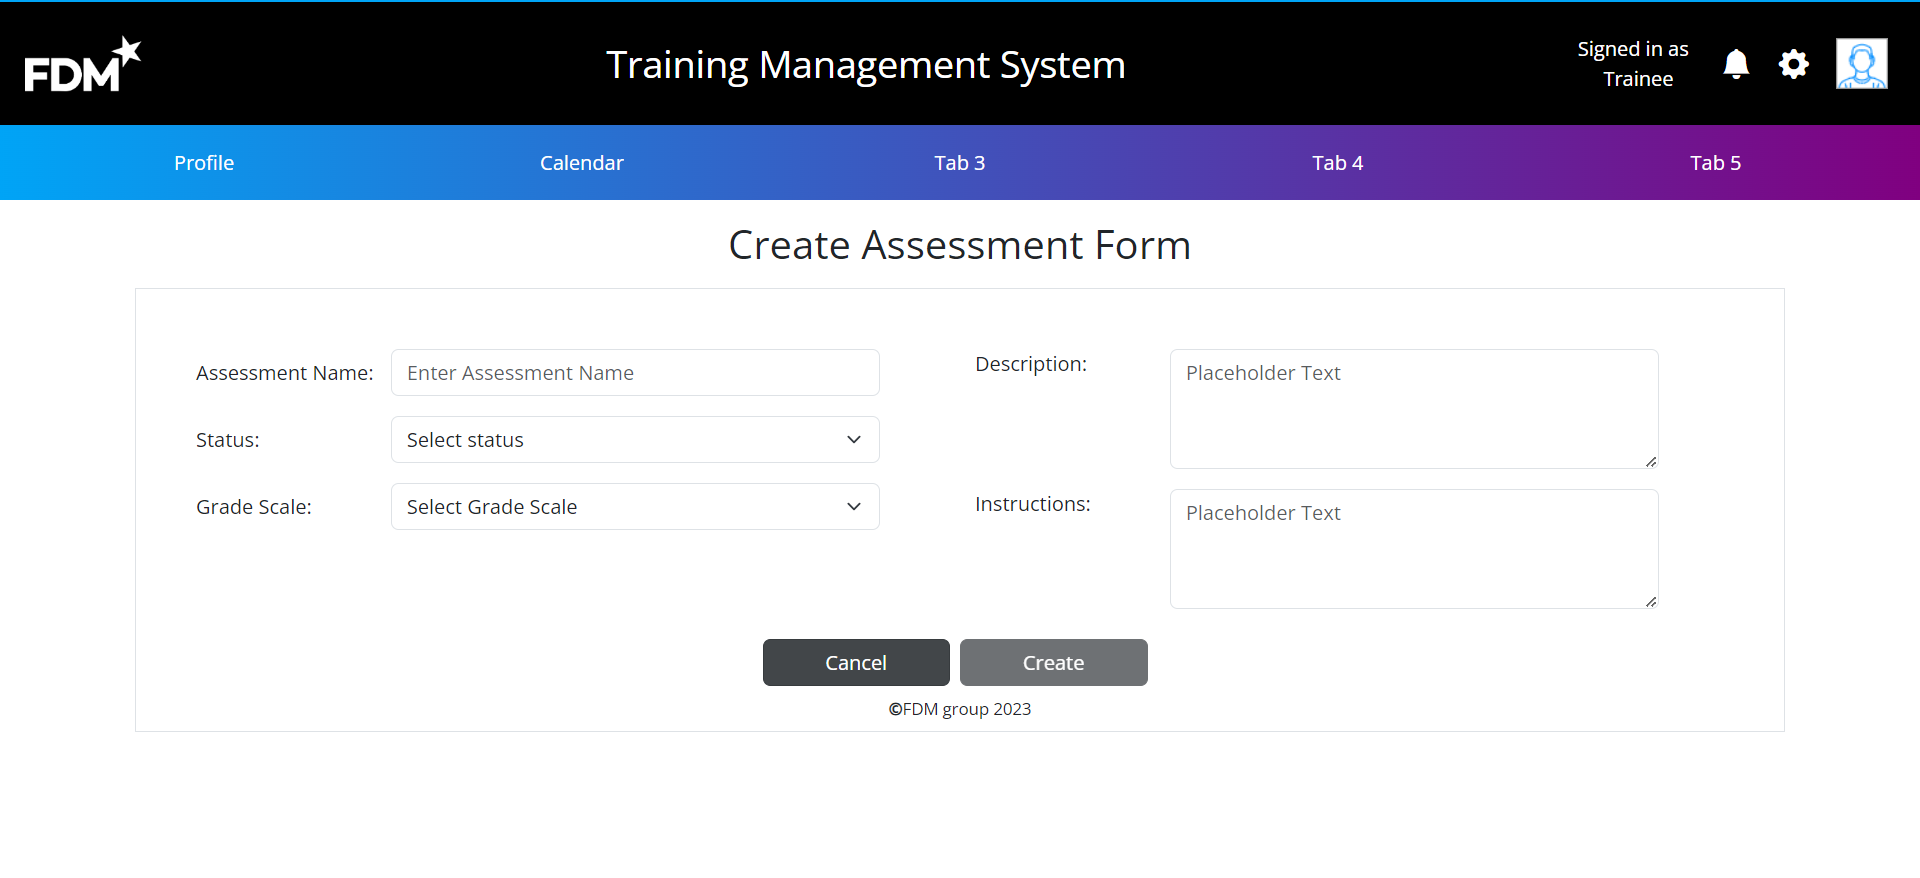 FDM
Training Management System
Signed in as
Trainee
Profile
Calendar
Tab 3
Tab 4
Tab 5
Create Assessment Form
Assessment Name:
Enter Assessment Name
Status:
Select status
Grade Scale:
Select Grade Scale
Description:
Placeholder Text
Instructions:
Placeholder Text
Cancel
Create
©FDM group 2023